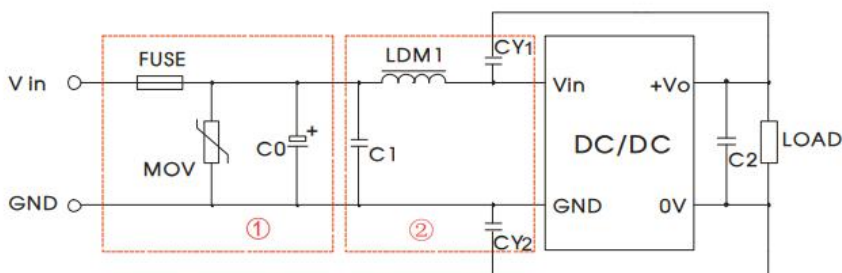 FUSE
LDM1
CY1
V in
Vin
+Vo
MOV
C0
+
C1
DC/DC
C2
LOAD
GND
①
②
CY2
GND
0V